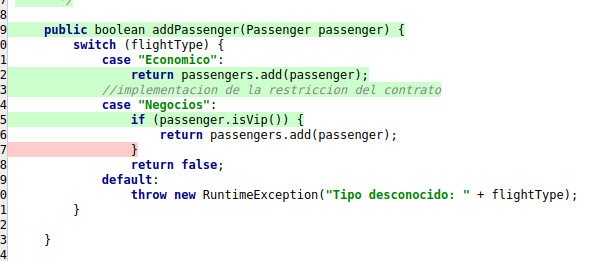 7 */
8
9 public boolean addPassenger(Passenger passenger) {
0 switch (flightType) {
1 case "Economico":
2 return passengers.add(passenger);
3 //implementacion de la restriccion del contrato
4 case "Negocios":
5 if (passenger.isVip()) {
6 return passengers.add(passenger);
7 }
8 return false;
9 default:
0 throw new RuntimeException("Tipo desconocido: " + flightType);
1 }
2
3 }
4